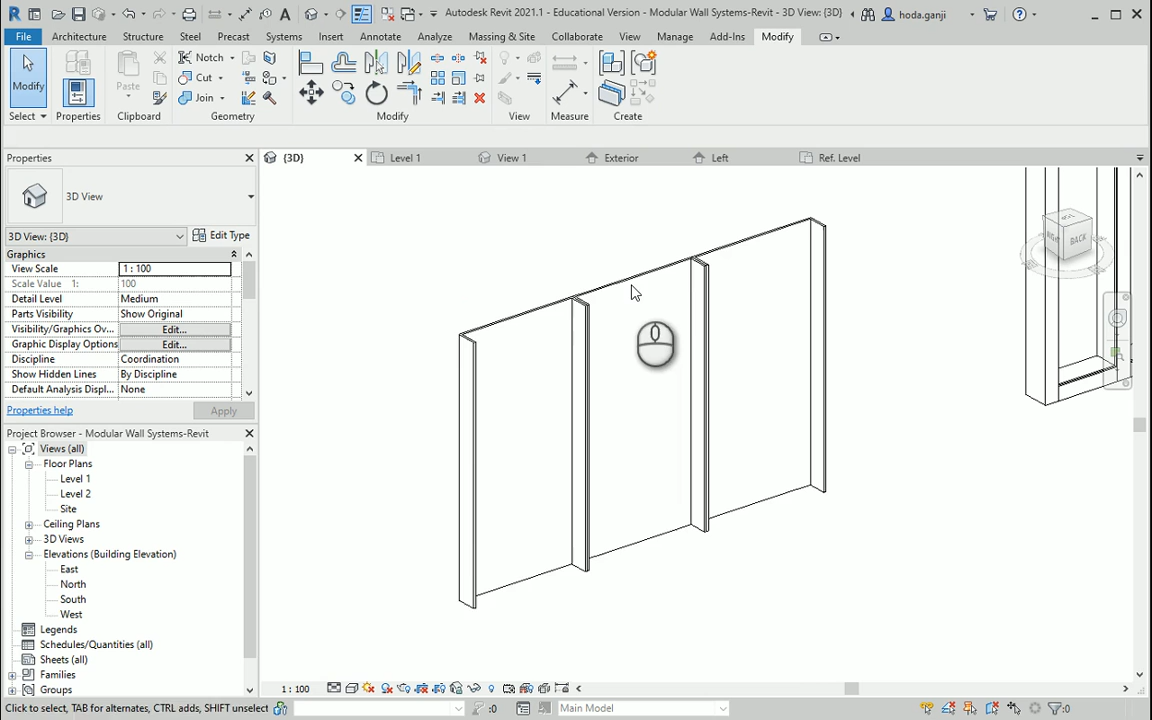 Autodesk Revit 2021.1 - Educational Version - Modular Wall Systems-Revit - 3D View: {3D}
hoda.ganji
File Architecture Structure Steel Precast Systems Insert Annotate Analyze Massing & Site Collaborate View Manage Add-Ins Modify
Notch
Cut
Join
Modify
Paste
Select Properties Clipboard Geometry Modify View Measure Create
Properties
{3D} Level 1 View 1 Exterior Left Ref. Level
3D View
3D View: {3D} Edit Type
Graphics
View Scale 1 : 100
Scale Value 1: 100
Detail Level Medium
Parts Visibility Show Original
Visibility/Graphics Ov... Edit...
Graphic Display Options Edit...
Discipline Coordination
Show Hidden Lines By Discipline
Default Analysis Displ... None
Properties help Apply
Project Browser - Modular Wall Systems-Revit
Views (all)
Floor Plans
Level 1
Level 2
Site
Ceiling Plans
3D Views
Elevations (Building Elevation)
East
North
South
West
Legends
Schedules/Quantities (all)
Sheets (all)
Families
Groups
BACK
1 : 100
Click to select, TAB for alternates, CTRL adds, SHIFT unselect
:0
Main Model
:0